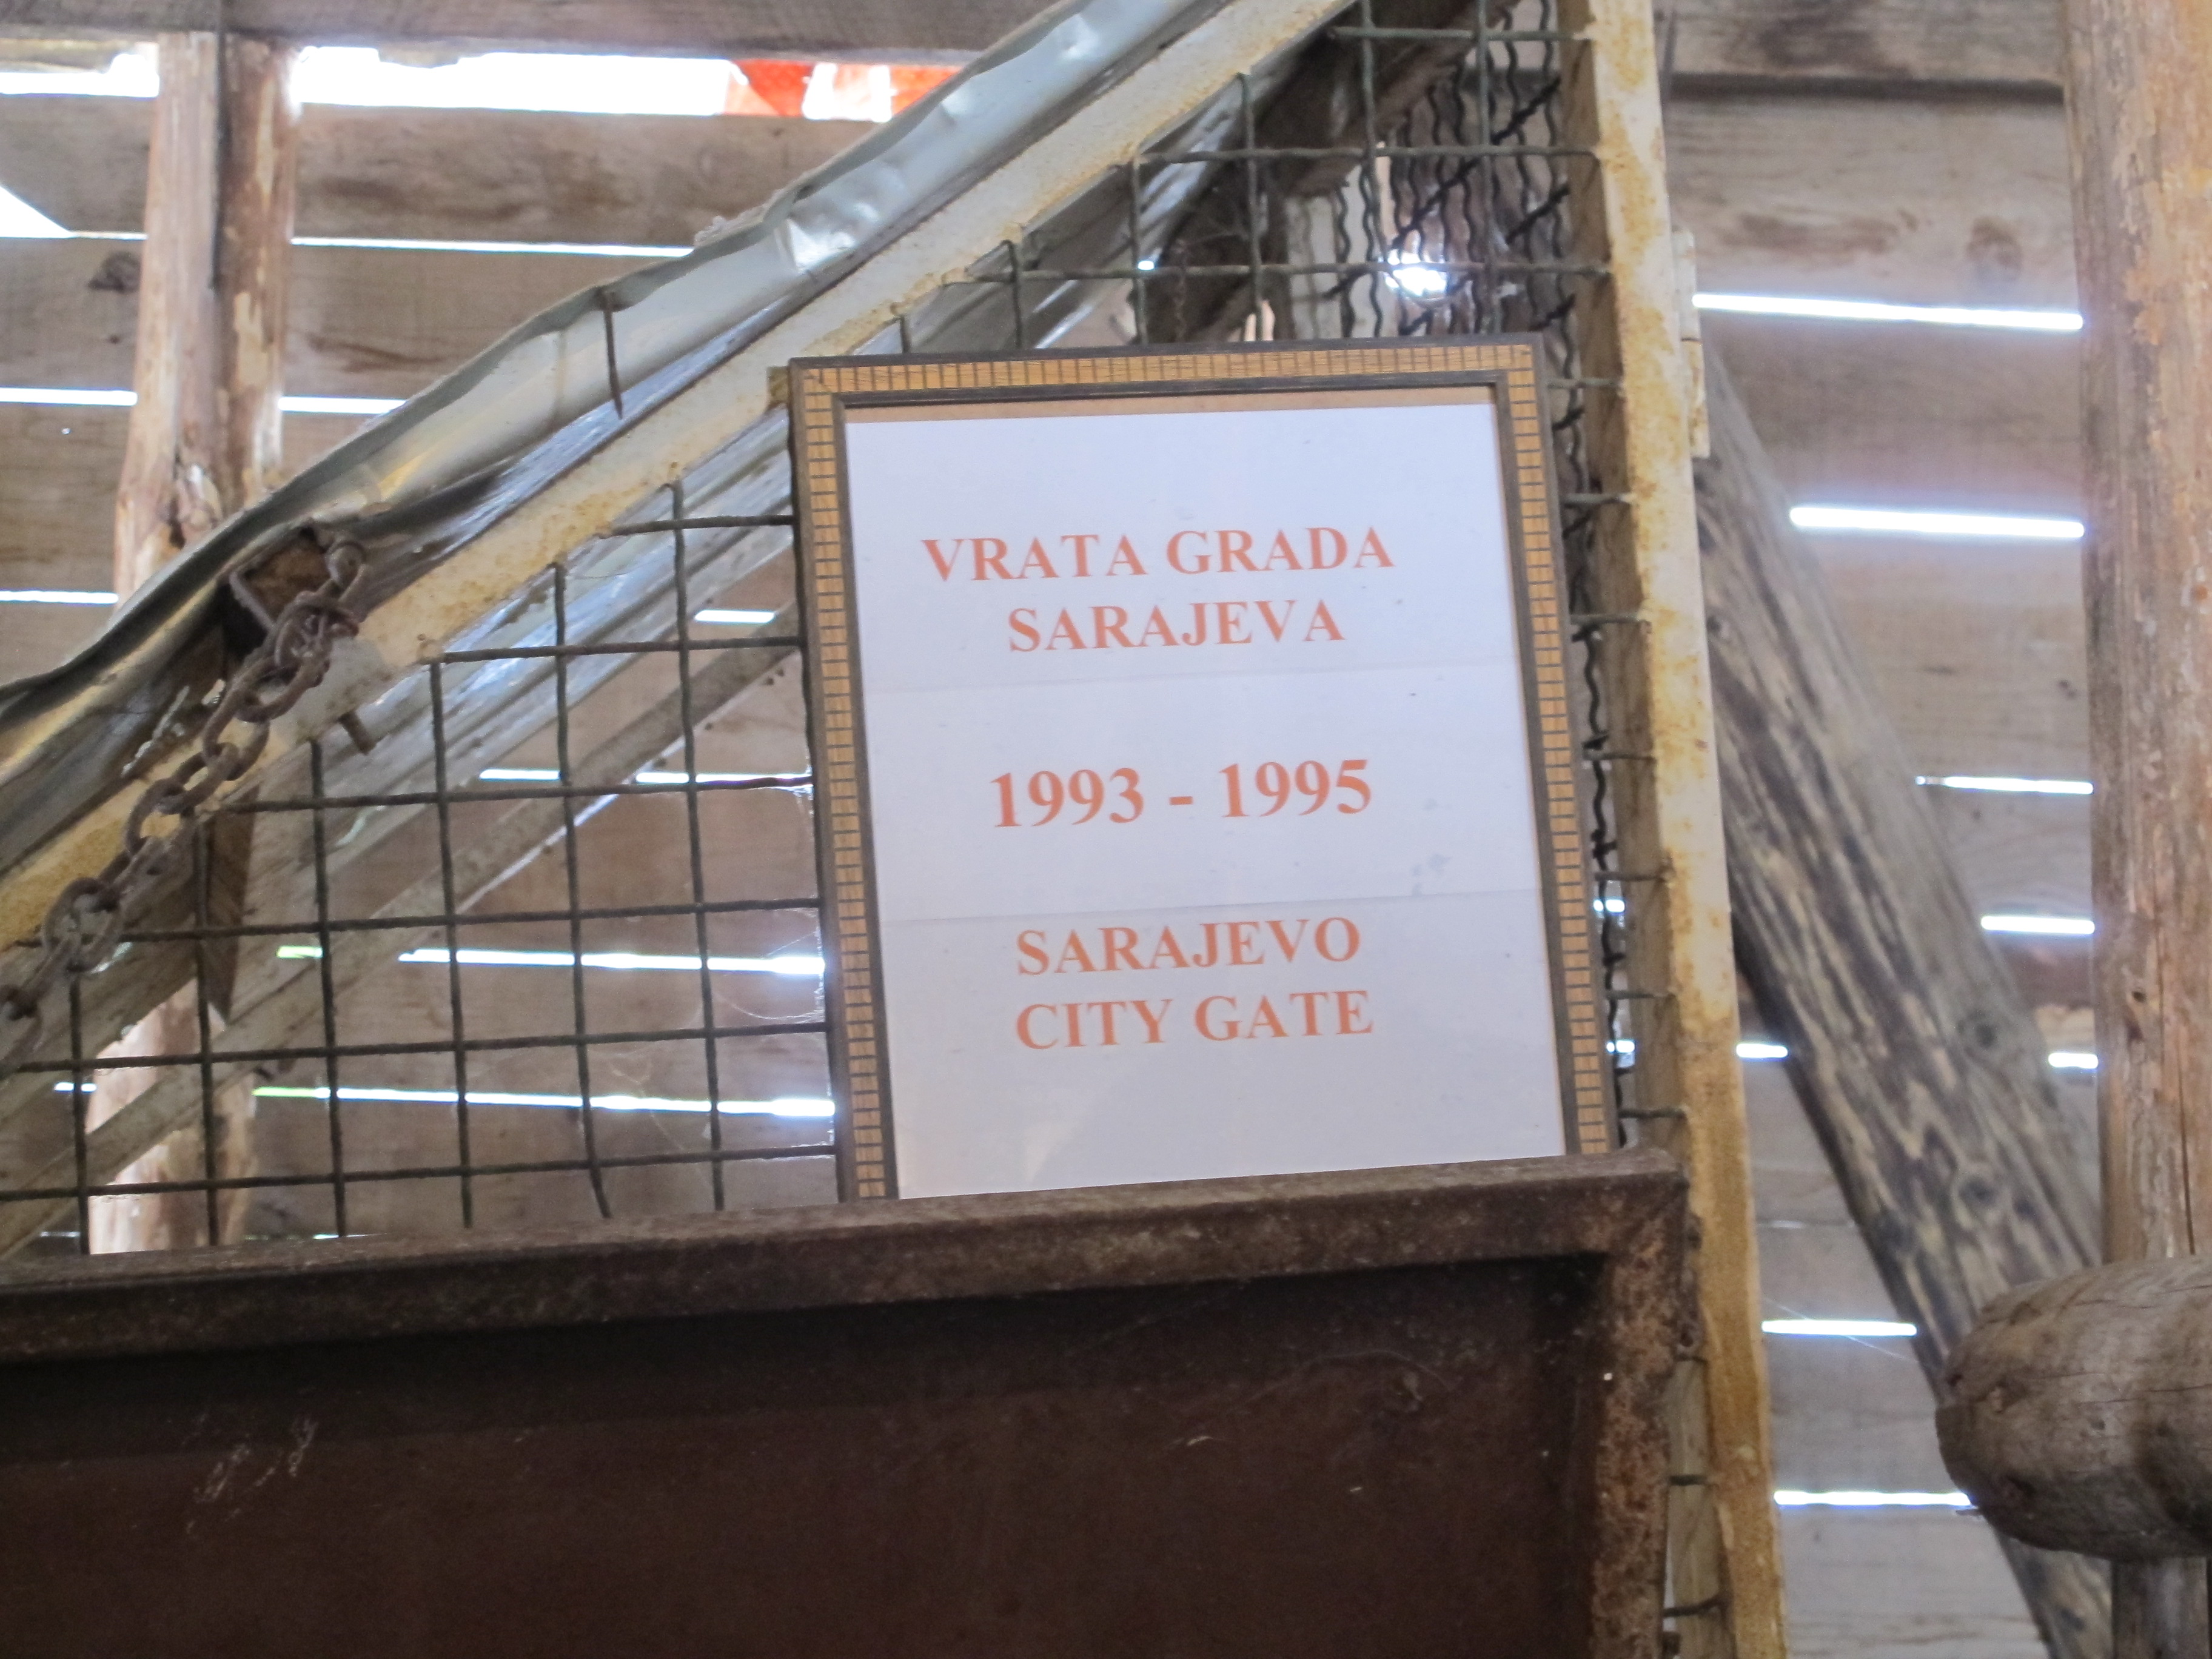 VRATA GRADA
SARAJEVA
1993 - 1995
SARAJEVO
CITY GATE